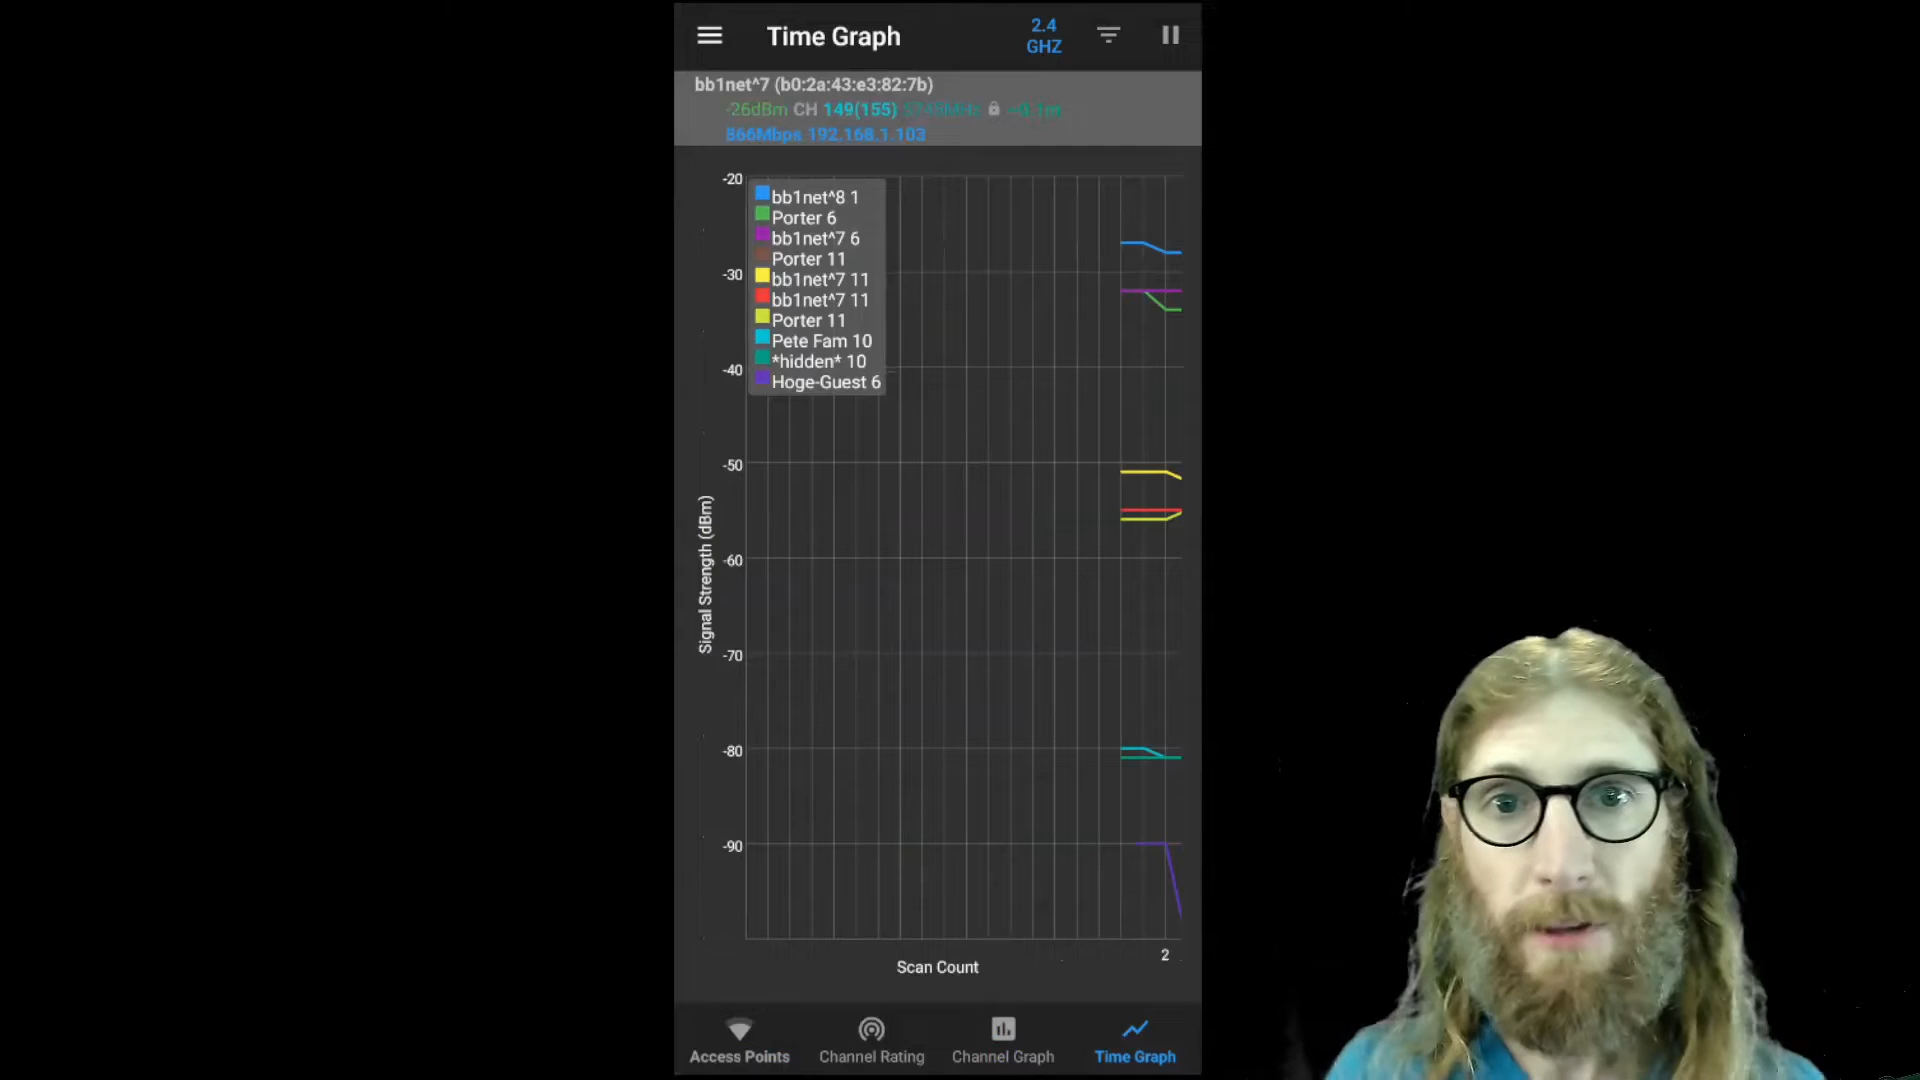 Time Graph
2.4
GHZ
bb1net^7 (b0:2a:43:e3:82:7b)
-26dBm CH 149(155) 5745MHz ~0.1m
866Mbps 192.168.1.103
-20
bb1net^8 1
Porter 6
bb1net^7 6
Porter 11
bb1net^7 11
bb1net^7 11
Porter 11
Pete Fam 10
*hidden* 10
Hoge-Guest 6
-30
-40
-50
-60
-70
-80
-90
Signal Strength (dBm)
2
Scan Count
Access Points
Channel Rating
Channel Graph
Time Graph